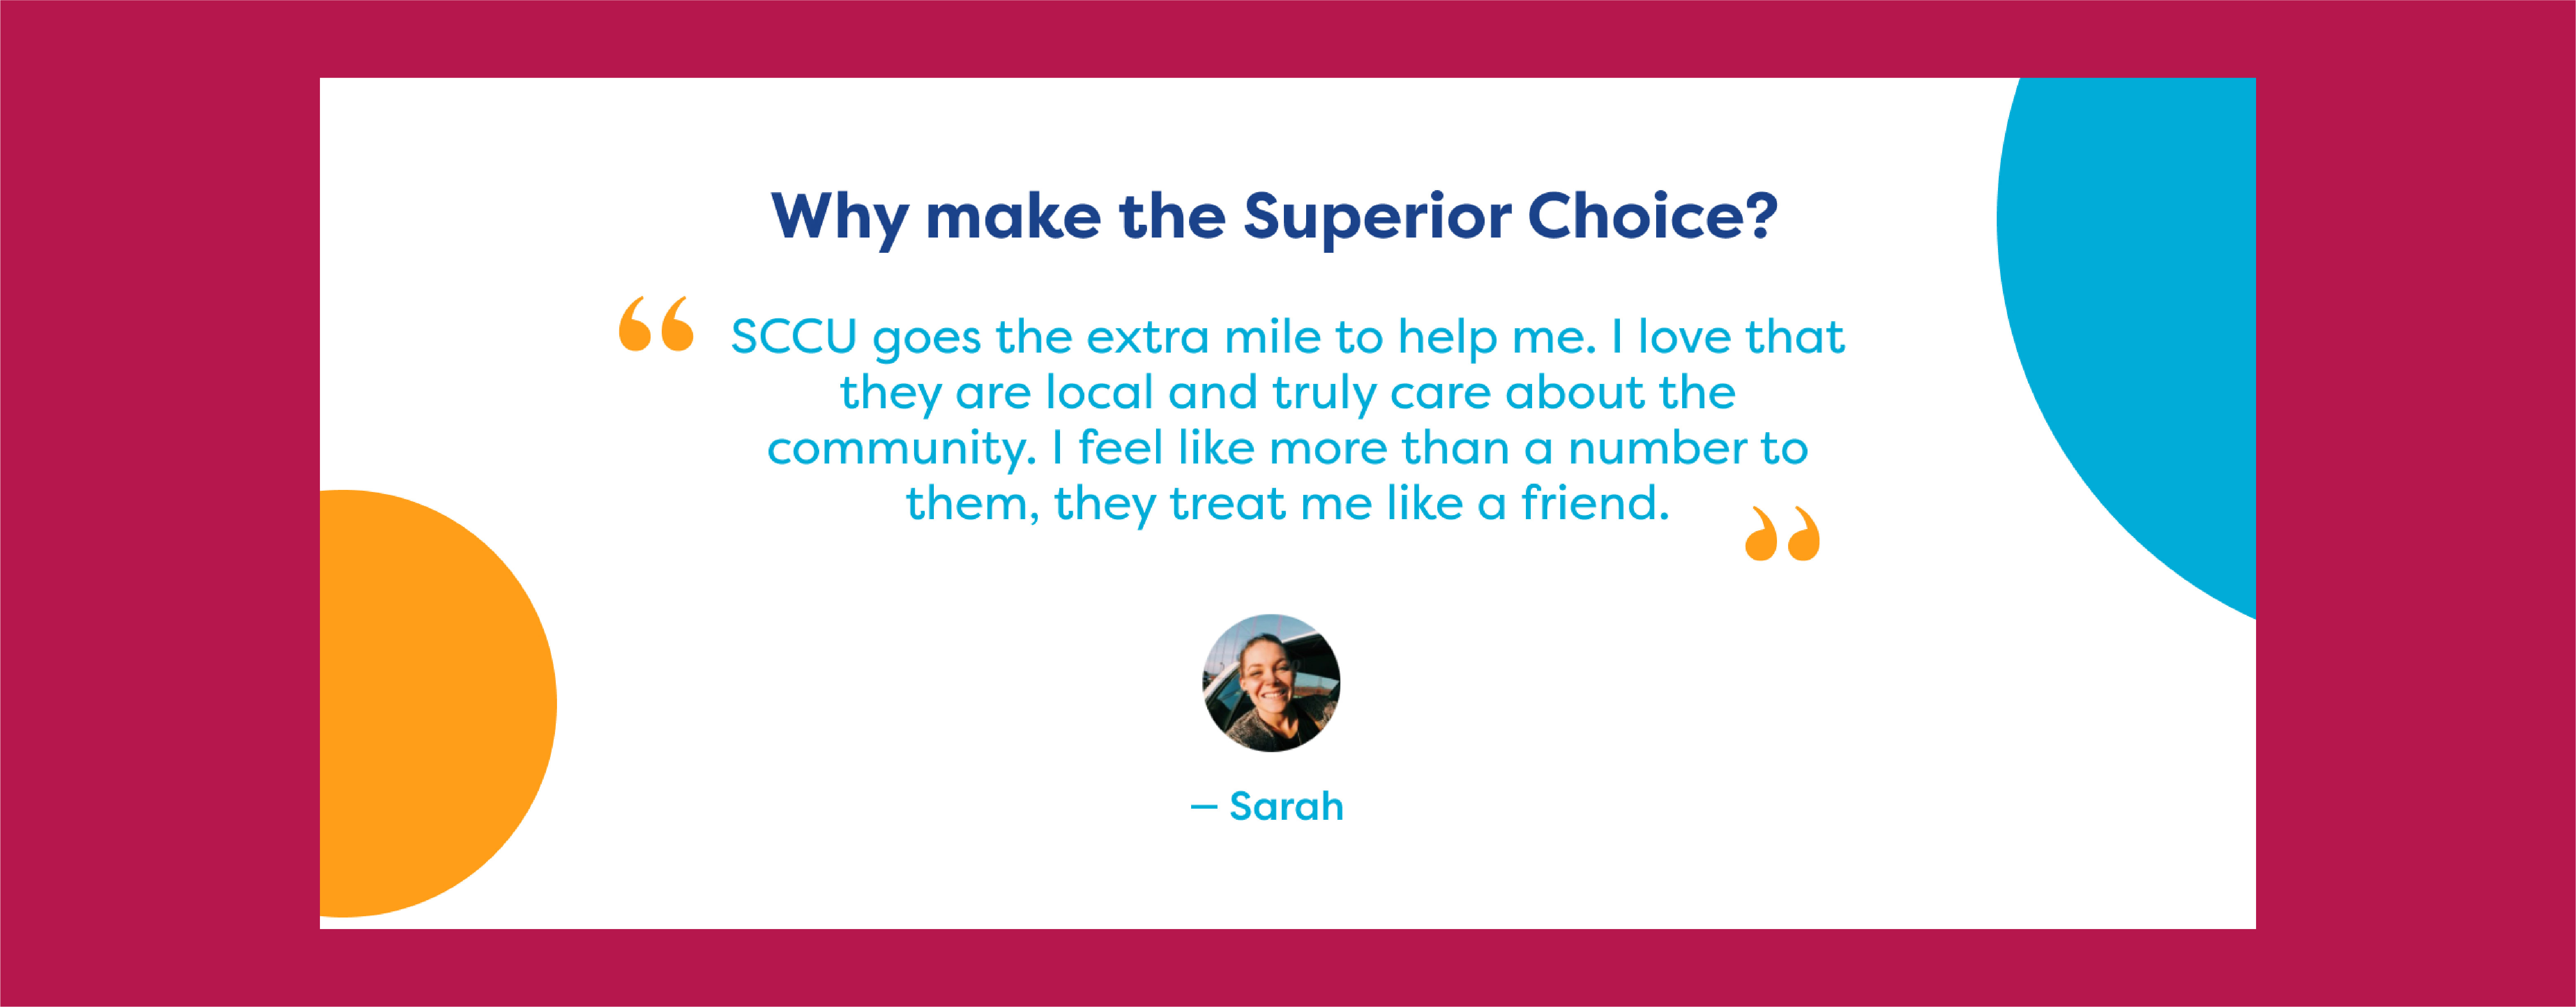 Why make the Superior Choice?
“ SCCU goes the extra mile to help me. I love that
they are local and truly care about the
community. I feel like more than a number to
them, they treat me like a friend. ”
— Sarah